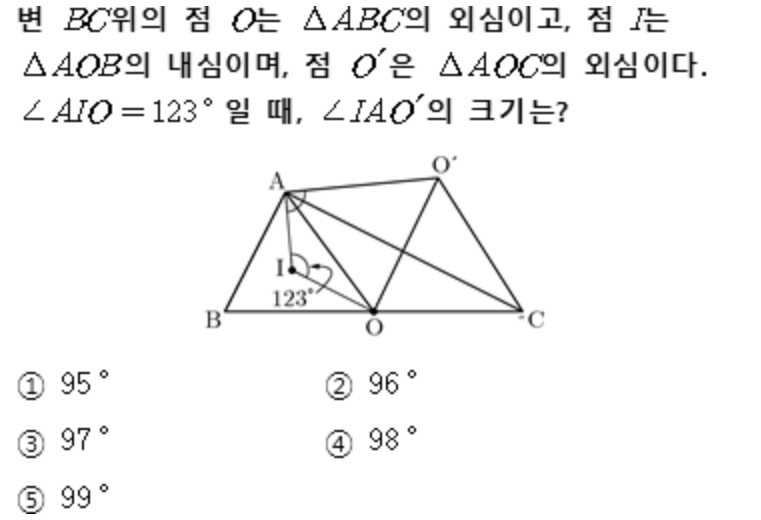 변 BC위의 점 O는 △ABC의 외심이고, 점 I는
△AOB의 내심이며, 점 O′은 △AOC의 외심이다.
∠AIO=123°일 때, ∠IAO′의 크기는?
A
O′
I
123°
B
O
C
① 95°
② 96°
③ 97°
④ 98°
⑤ 99°